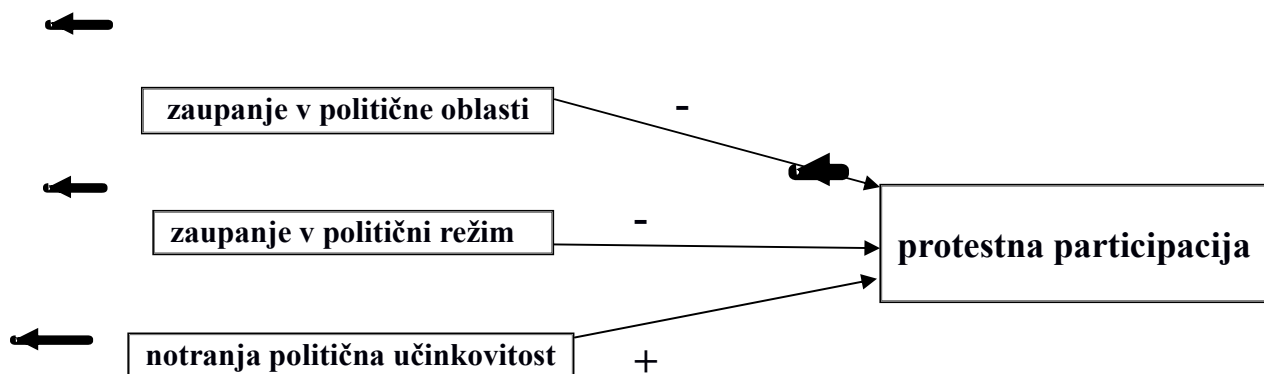 zaupanje v politične oblasti
-
zaupanje v politični režim
-
protestna participacija
notranja politična učinkovitost
+